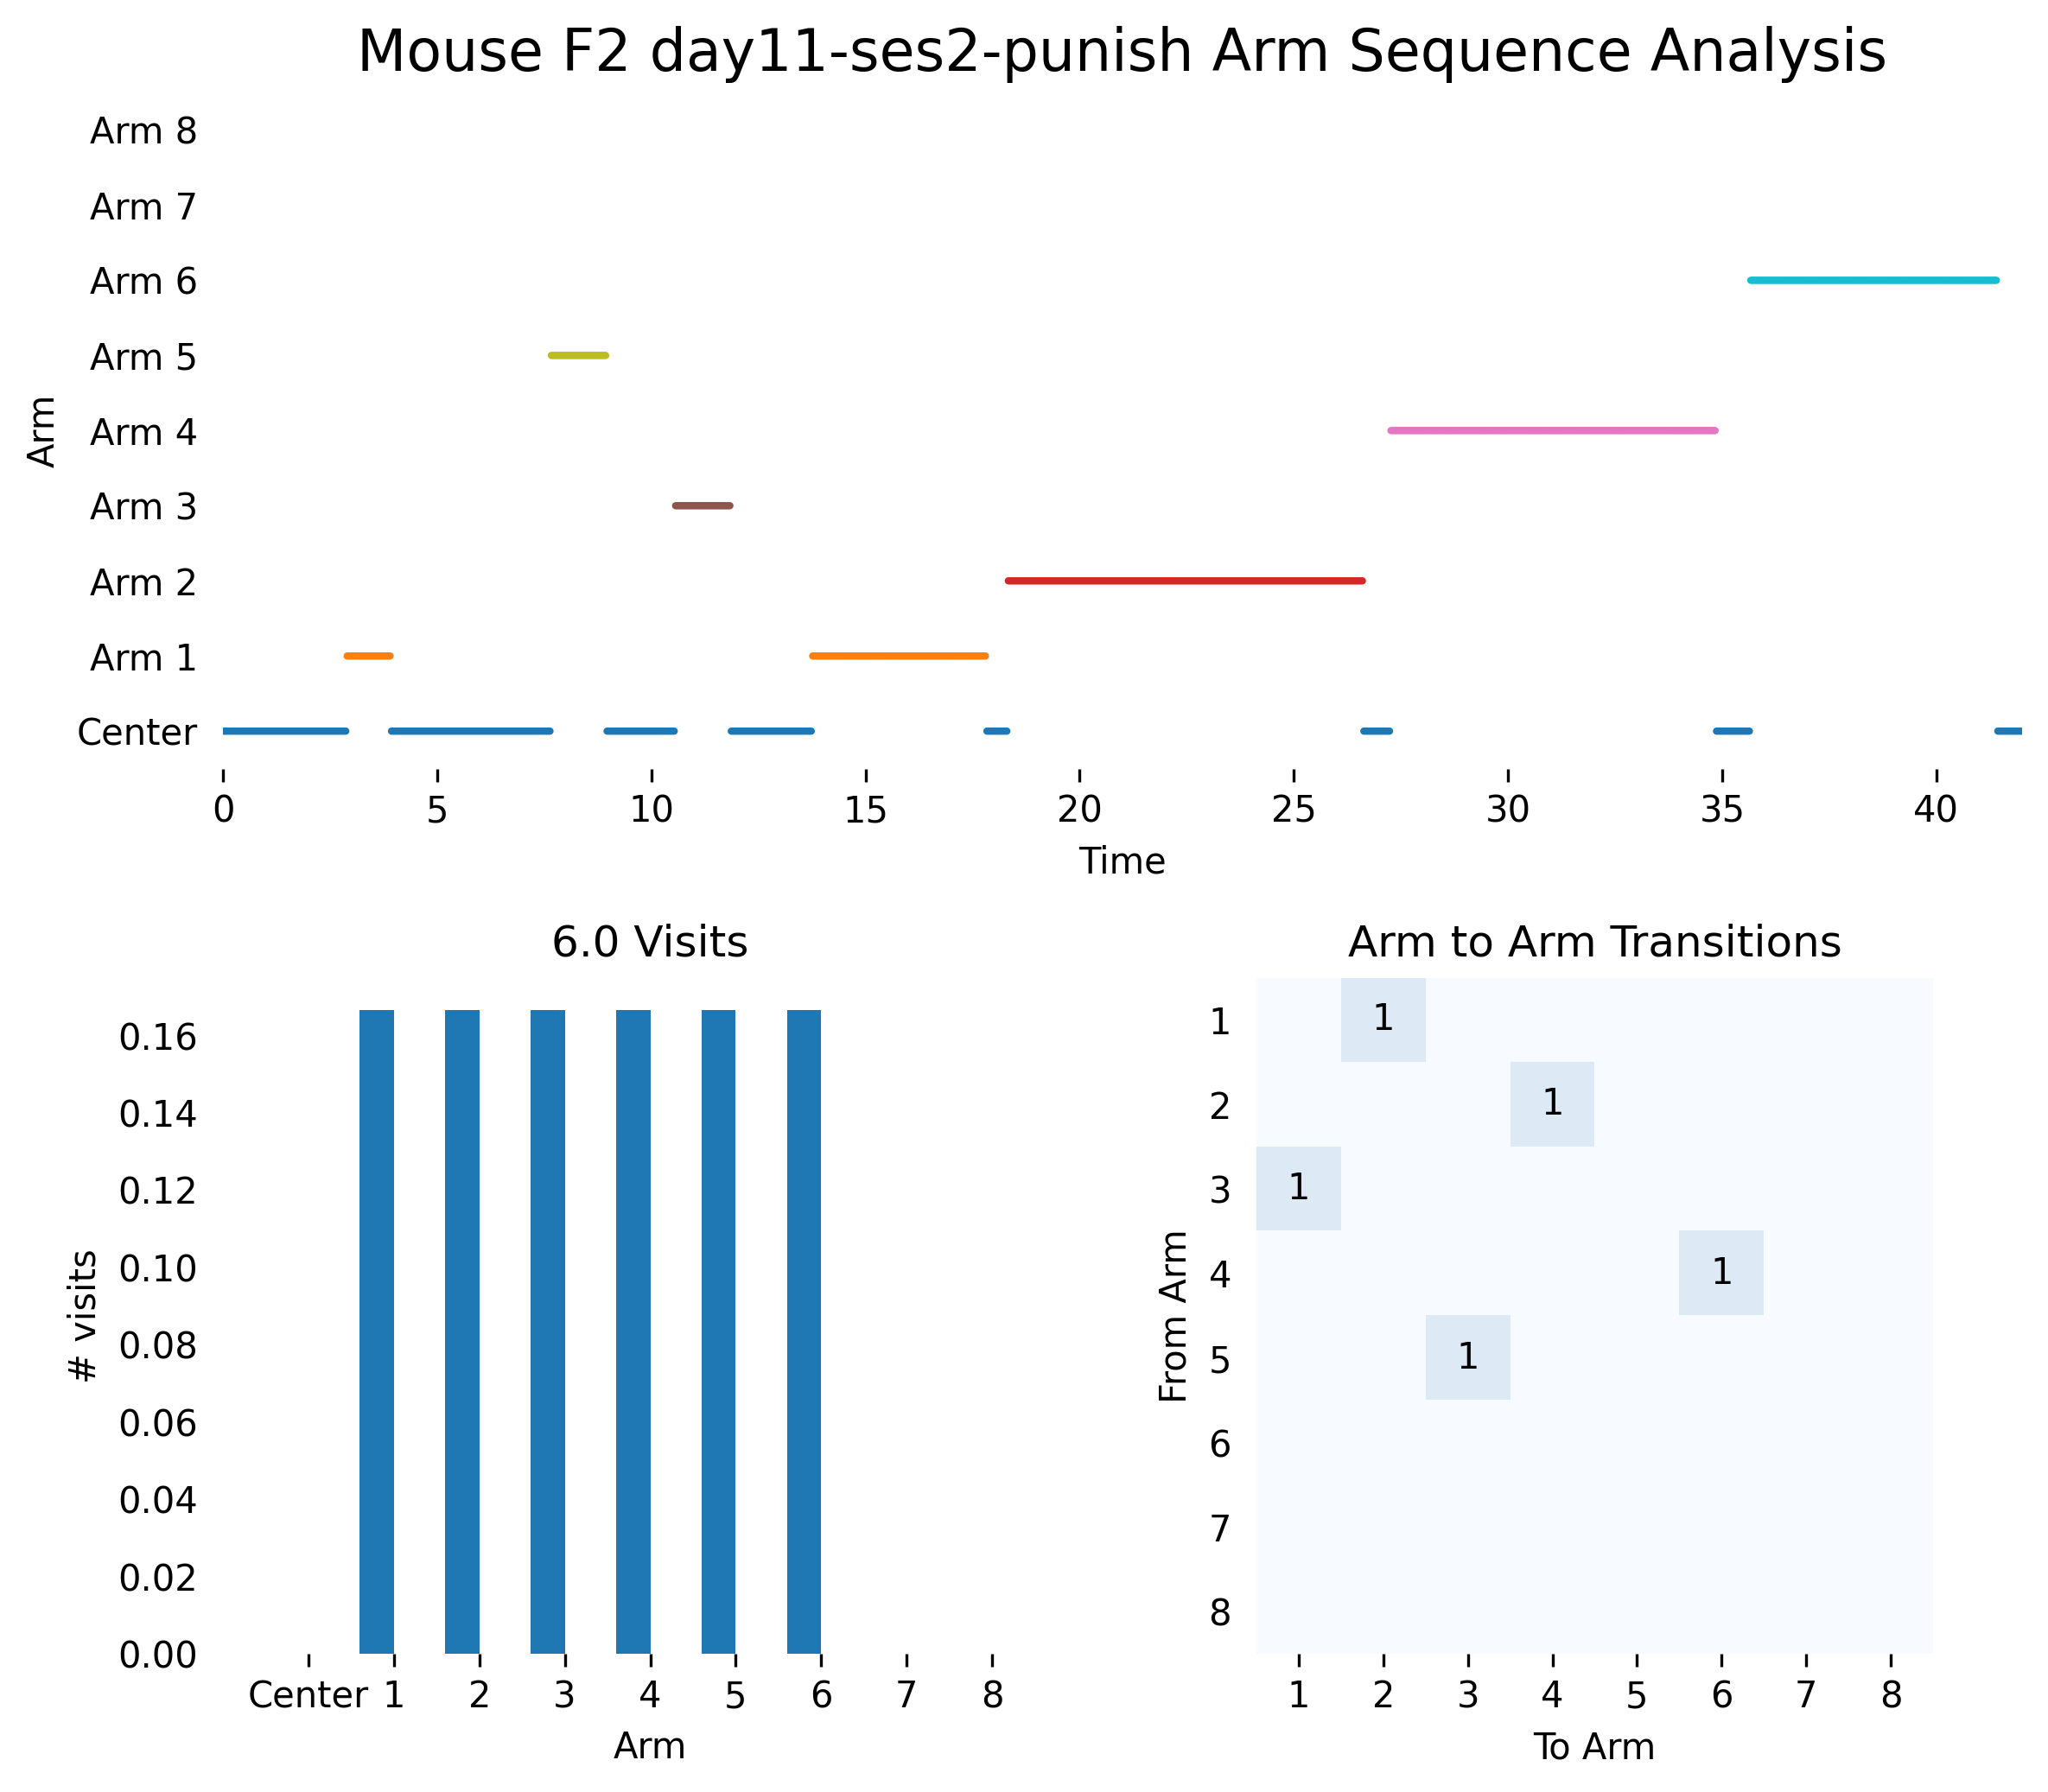 Mouse F2 day11-ses2-punish Arm Sequence Analysis
Arm 8
Arm 7
Arm 6
Arm 5
Arm 4
Arm 3
Arm 2
Arm 1
Center
Arm
0 5 10 15 20 25 30 35 40
Time
6.0 Visits
0.16
0.14
0.12
0.10
0.08
0.06
0.04
0.02
0.00
# visits
Center 1 2 3 4 5 6 7 8
Arm
Arm to Arm Transitions
1 1
2 1
3 1
4 1
5 1
6
7
8
From Arm
1 2 3 4 5 6 7 8
To Arm